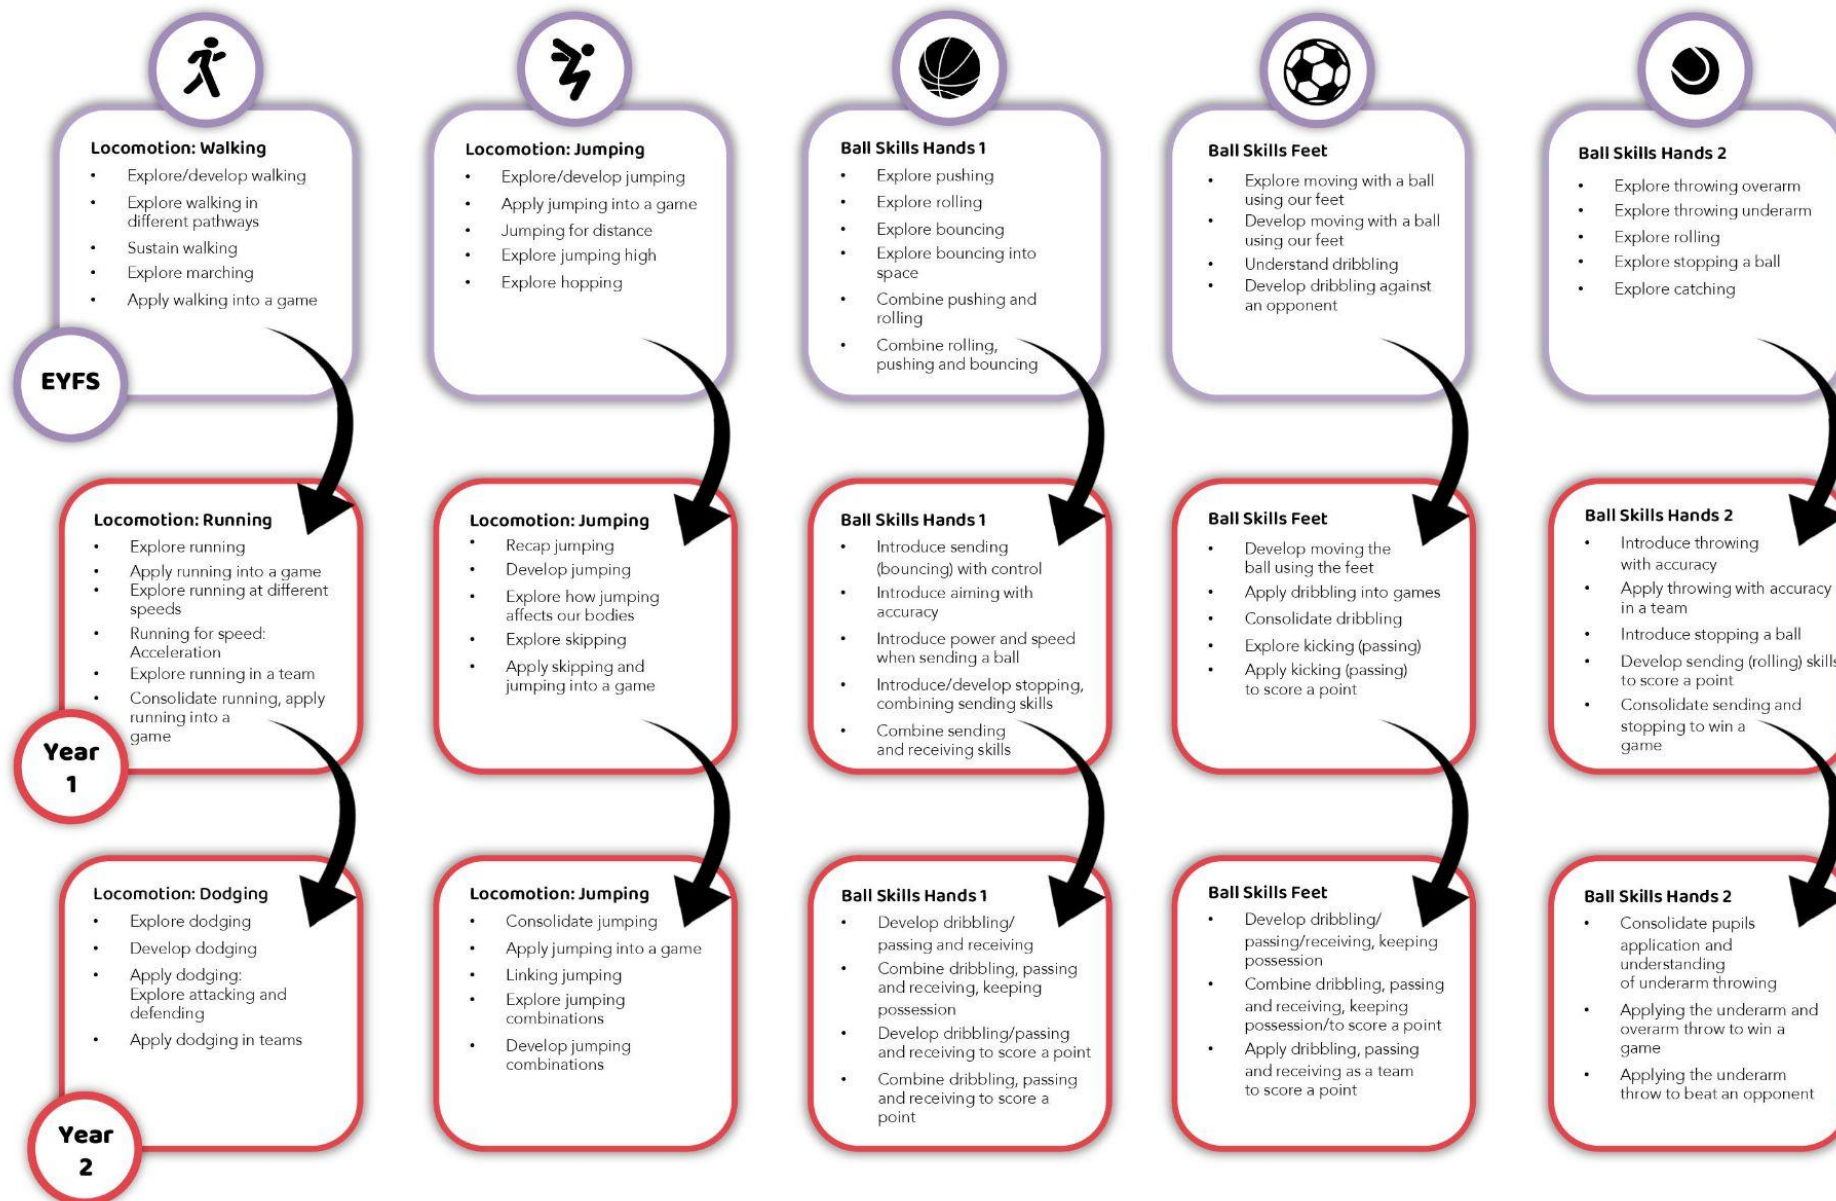 Locomotion: Walking
• Explore/develop walking
• Explore walking in
different pathways
• Sustain walking
• Explore marching
• Apply walking into a game
EYFS
Locomotion: Jumping
• Explore/develop jumping
• Apply jumping into a game
• Jumping for distance
• Explore jumping high
• Explore hopping
Ball Skills Hands 1
• Explore pushing
• Explore rolling
• Explore bouncing
• Explore bouncing into
space
• Combine pushing and
rolling
• Combine rolling,
pushing and bouncing
Ball Skills Feet
• Explore moving with a ball
using our feet
• Develop moving with a ball
using our feet
• Understand dribbling
• Develop dribbling against
an opponent
Ball Skills Hands 2
• Explore throwing overarm
• Explore throwing underarm
• Explore rolling
• Explore stopping a ball
• Explore catching
Locomotion: Running
• Explore running
• Apply running into a game
• Explore running at different
speeds
• Running for speed:
Acceleration
• Explore running in a team
• Consolidate running, apply
running into a
game
Year
1
Locomotion: Jumping
• Recap jumping
• Develop jumping
• Explore how jumping
affects our bodies
• Explore skipping
• Apply skipping and
jumping into a game
Ball Skills Hands 1
• Introduce sending
(bouncing) with control
• Introduce aiming with
accuracy
• Introduce power and speed
when sending a ball
• Introduce/develop stopping,
combining sending skills
• Combine sending
and receiving skills
Ball Skills Feet
• Develop moving the
ball using the feet
• Apply dribbling into games
• Consolidate dribbling
• Explore kicking (passing)
• Apply kicking (passing)
to score a point
Ball Skills Hands 2
• Introduce throwing
with accuracy
• Apply throwing with accuracy
in a team
• Introduce stopping a ball
• Develop sending (rolling) skills
to score a point
• Consolidate sending and
stopping to win a
game
Locomotion: Dodging
• Explore dodging
• Develop dodging
• Apply dodging:
Explore attacking and
defending
• Apply dodging in teams
Year
2
Locomotion: Jumping
• Consolidate jumping
• Apply jumping into a game
• Linking jumping
• Explore jumping
combinations
• Develop jumping
combinations
Ball Skills Hands 1
• Develop dribbling/
passing and receiving
• Combine dribbling, passing
and receiving, keeping
possession
• Develop dribbling/passing
and receiving to score a point
• Combine dribbling, passing
and receiving to score a
point
Ball Skills Feet
• Develop dribbling/
passing/receiving, keeping
possession
• Combine dribbling, passing
and receiving, keeping
possession/to score a point
• Apply dribbling, passing
and receiving as a team
to score a point
Ball Skills Hands 2
• Consolidate pupils
application and
understanding
of underarm throwing
• Applying the underarm and
overarm throw to win a
game
• Applying the underarm
throw to beat an opponent